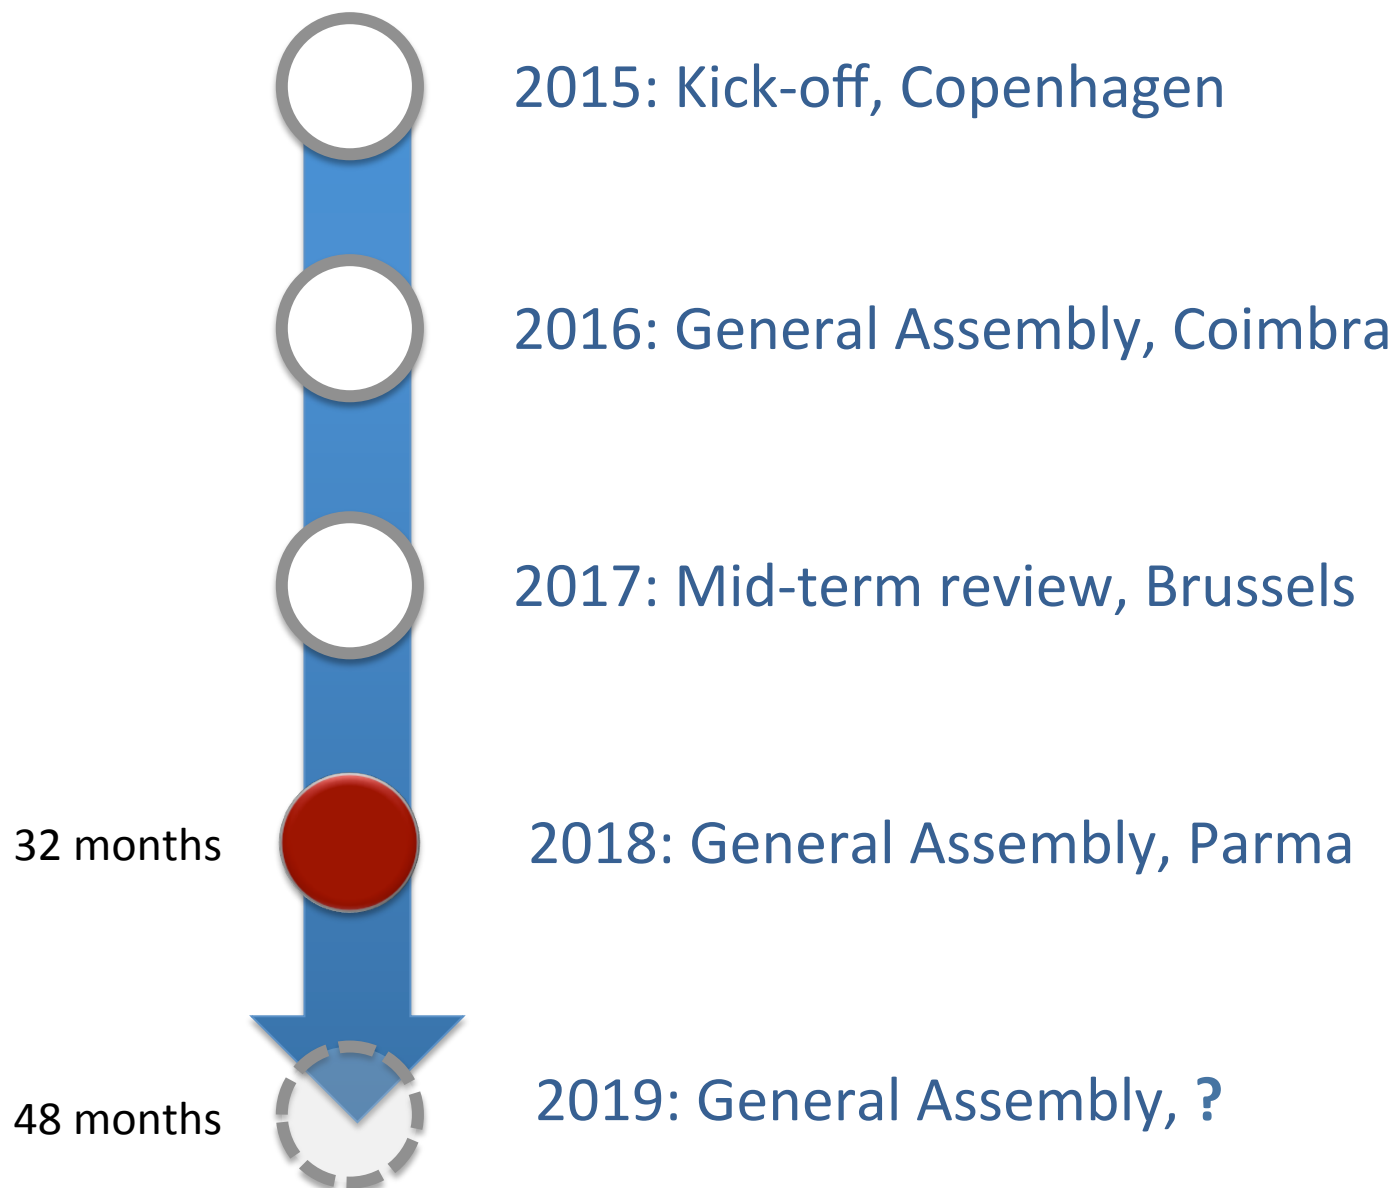 2015: Kick-off, Copenhagen
2016: General Assembly, Coimbra
2017: Mid-term review, Brussels
32 months
2018: General Assembly, Parma
48 months
2019: General Assembly, ?